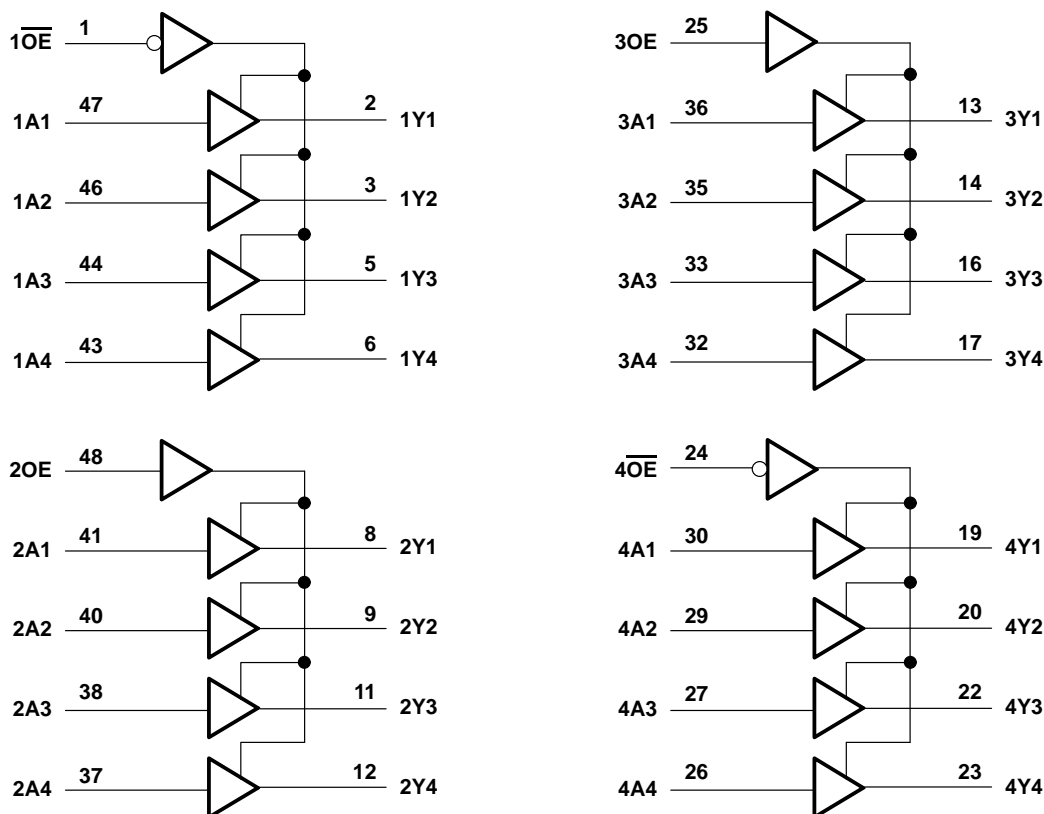 1O̅E̅ 1 
1A1 47 2 1Y1
1A2 46 3 1Y2
1A3 44 5 1Y3
1A4 43 6 1Y4
3OE 25
3A1 36 13 3Y1
3A2 35 14 3Y2
3A3 33 16 3Y3
3A4 32 17 3Y4
2OE 48
2A1 41 8 2Y1
2A2 40 9 2Y2
2A3 38 11 2Y3
2A4 37 12 2Y4
4O̅E̅ 24
4A1 30 19 4Y1
4A2 29 20 4Y2
4A3 27 22 4Y3
4A4 26 23 4Y4